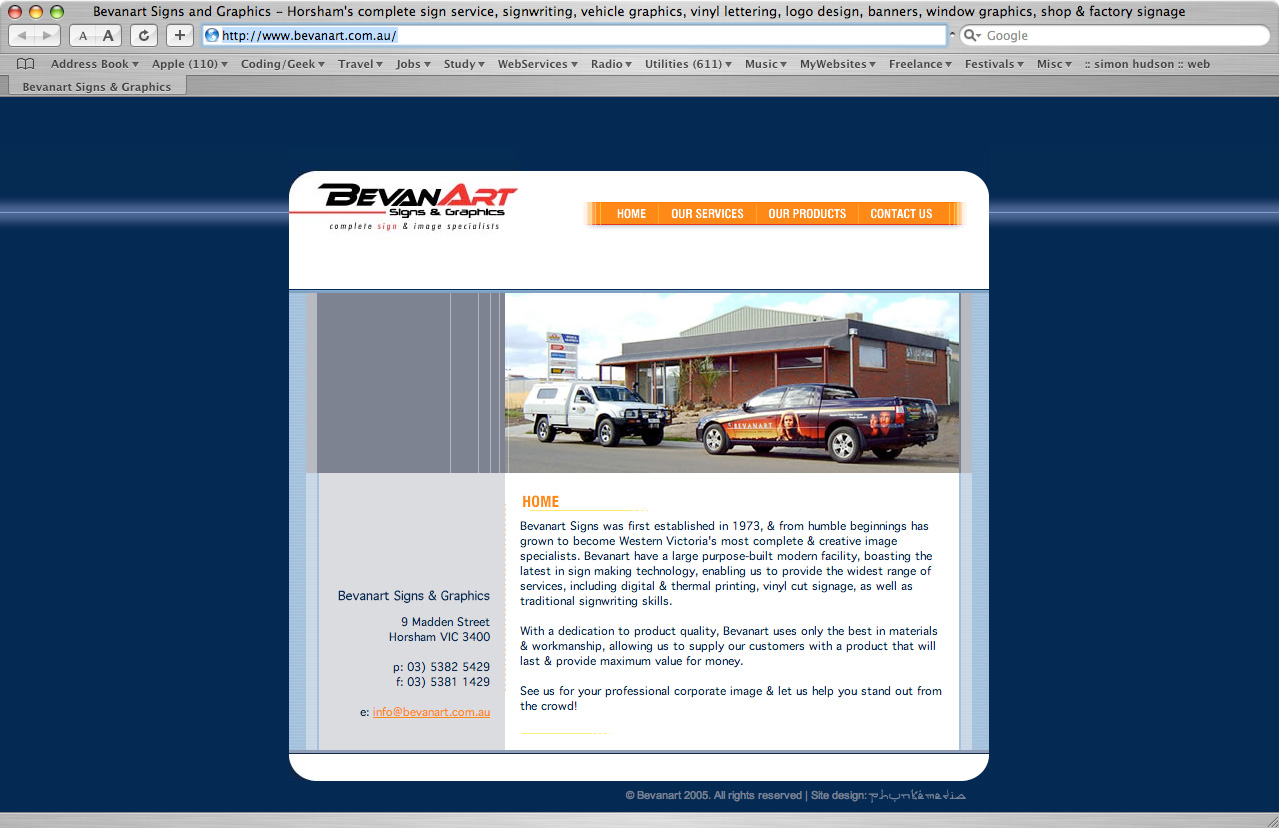 Bevanart Signs and Graphics – Horsham's complete sign service, signwriting, vehicle graphics, vinyl lettering, logo design, banners, window graphics, shop & factory signage
A A http://www.bevanart.com.au/ Google
Address Book Apple (110) Coding/Geek Travel Jobs Study WebServices Radio Utilities (611) Music MyWebsites Freelance Festivals Misc :: simon hudson :: web
Bevanart Signs & Graphics
BEVANART
Signs & Graphics
complete sign & image specialists
HOME OUR SERVICES OUR PRODUCTS CONTACT US
BEVANART
HOME
Bevanart Signs was first established in 1973, & from humble beginnings has
grown to become Western Victoria's most complete & creative image
specialists. Bevanart have a large purpose-built modern facility, boasting the
latest in sign making technology, enabling us to provide the widest range of
services, including digital & thermal printing, vinyl cut signage, as well as
traditional signwriting skills.
With a dedication to product quality, Bevanart uses only the best in materials
& workmanship, allowing us to supply our customers with a product that will
last & provide maximum value for money.
See us for your professional corporate image & let us help you stand out from
the crowd!
Bevanart Signs & Graphics
9 Madden Street
Horsham VIC 3400
p: 03) 5382 5429
f: 03) 5381 1429
e: info@bevanart.com.au
© Bevanart 2005. All rights reserved | Site design: phunkémedia